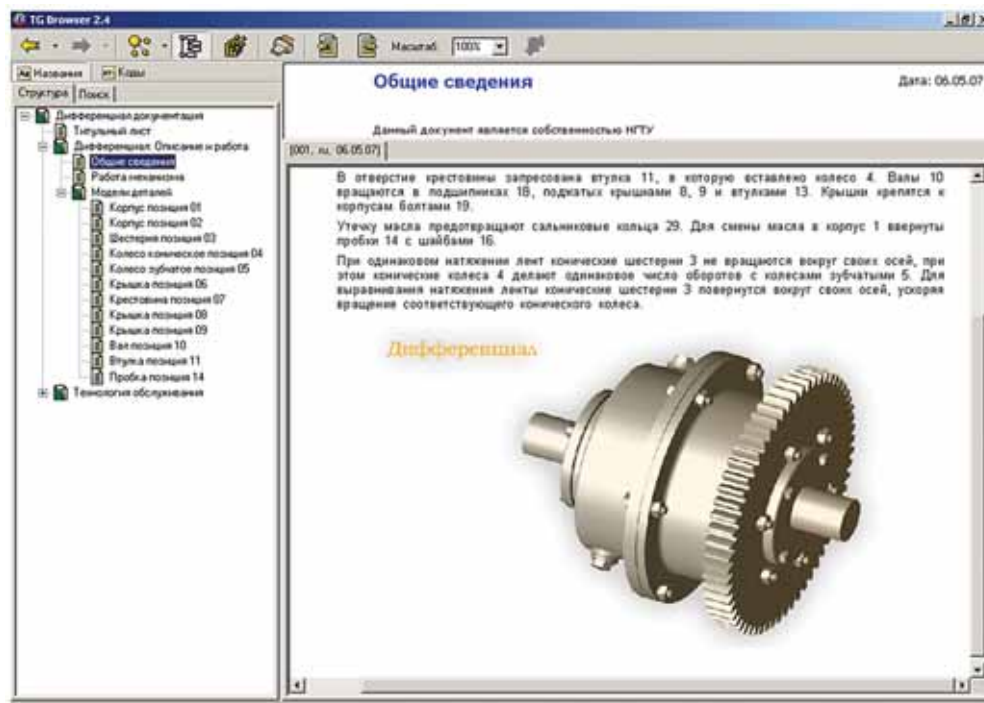 TG Browser 2.4
Масштаб: 100%
Названия Коды
Структура Поиск
Дифференциал документация
Титульный лист
Дифференциал. Описание и работа
Общие сведения
Работа механизма
Модели деталей
Корпус позиция 01
Корпус позиция 02
Шестерня позиция 03
Колесо коническое позиция 04
Колесо зубчатое позиция 05
Крышка позиция 06
Крестовина позиция 07
Крышка позиция 08
Крышка позиция 09
Вал позиция 10
Втулка позиция 11
Пробка позиция 14
Технология обслуживания
Общие сведения
Дата: 06.05.07
Данный документ является собственностью НГТУ
[001, ru, 06.05.07]
В отверстие крестовины запресована втулка 11, в которую вставлено колесо 4. Валы 10
вращаются в подшипниках 18, поджатых крышками 8, 9 и втулками 13. Крышки крепятся к
корпусам болтами 19.
Утечку масла предотвращают сальниковые кольца 29. Для смены масла в корпус 1 ввернуты
пробки 14 с шайбами 16.
При одинаковом натяжении лент конические шестерни 3 не вращаются вокруг своих осей, при
этом конические колеса 4 делают одинаковое число оборотов с колесами зубчатыми 5. Для
выравнивания натяжения ленты конические шестерни 3 повернутся вокруг своих осей, ускоряя
вращение соответствующего конического колеса.
Дифференциал